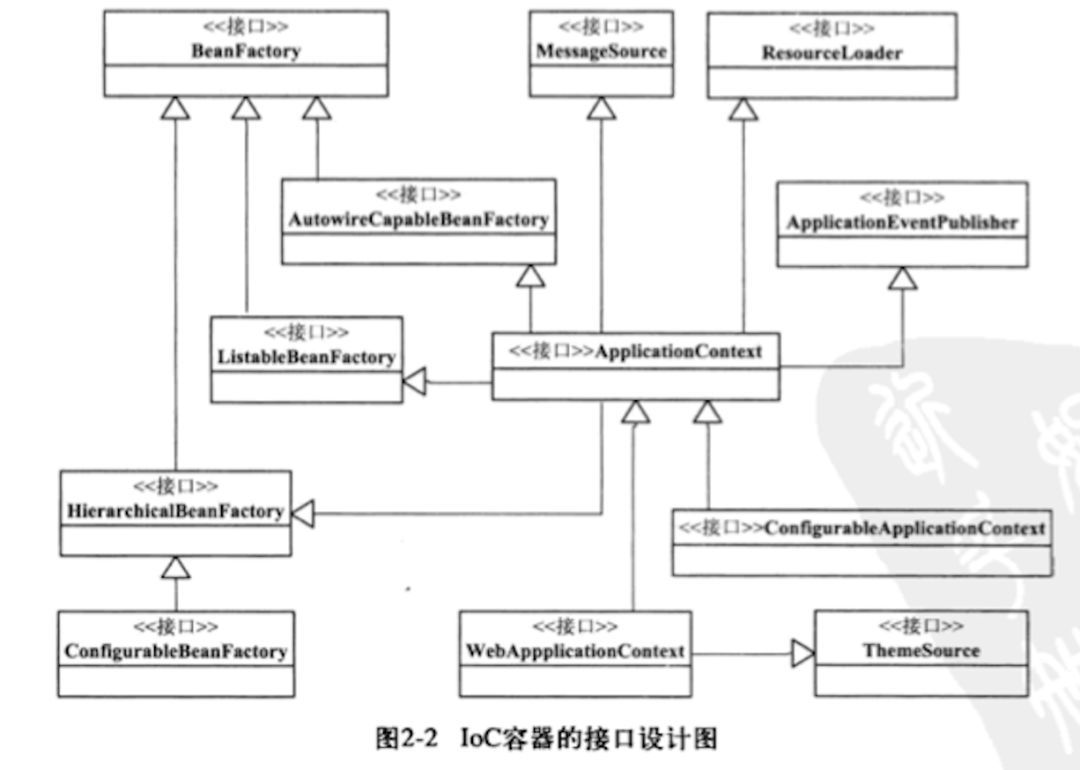 <<接口>>
BeanFactory
<<接口>>
MessageSource
<<接口>>
ResourceLoader
<<接口>>
AutowireCapableBeanFactory
<<接口>>
ApplicationEventPublisher
<<接口>>
ListableBeanFactory
<<接口>>ApplicationContext
<<接口>>
HierarchicalBeanFactory
<<接口>>ConfigurableApplicationContext
<<接口>>
ConfigurableBeanFactory
<<接口>>
WebAppplicationContext
<<接口>>
ThemeSource
图2-2 IoC容器的接口设计图